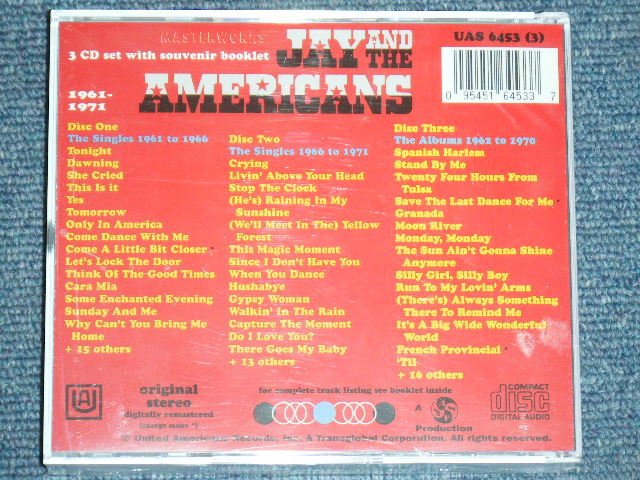 MASTERWORKS
3 CD set with souvenir booklet
JAY AND THE
AMERICANS
1961-
1971
UAS 6453 (3)
0 95451 64533 7
Disc One
The Singles 1961 to 1966
Tonight
Dawning
She Cried
This Is it
Yes
Tomorrow
Only In America
Come Dance With Me
Come A Little Bit Closer
Let's Lock The Door
Think Of The Good Times
Cara Mia
Some Enchanted Evening
Sunday And Me
Why Can't You Bring Me
Home
+ 15 others
Disc Two
The Singles 1966 to 1971
Crying
Livin' Above Your Head
Stop The Clock
(He's) Raining In My
Sunshine
(We'll Meet In The) Yellow
Forest
This Magic Moment
Since I Don't Have You
When You Dance
Hushabye
Gypsy Woman
Walkin' In The Rain
Capture The Moment
Do I Love You?
There Goes My Baby
+ 13 others
Disc Three
The Albums 1962 to 1970
Spanish Harlem
Stand By Me
Twenty Four Hours From
Tulsa
Save The Last Dance For Me
Granada
Moon River
Monday, Monday
The Sun Ain't Gonna Shine
Anymore
Silly Girl, Silly Boy
Run To My Lovin' Arms
(There's) Always Something
There To Remind Me
It's A Big Wide Wonderful
World
French Provincial
'Til
+ 16 others
UA
original
stereo
digitally remastered
(except mono *)
for complete track listing see booklet inside
A
Production
COMPACT
disc
DIGITAL AUDIO
© United Americans Records, Inc. A Transglobal Corporation. All rights reserved.